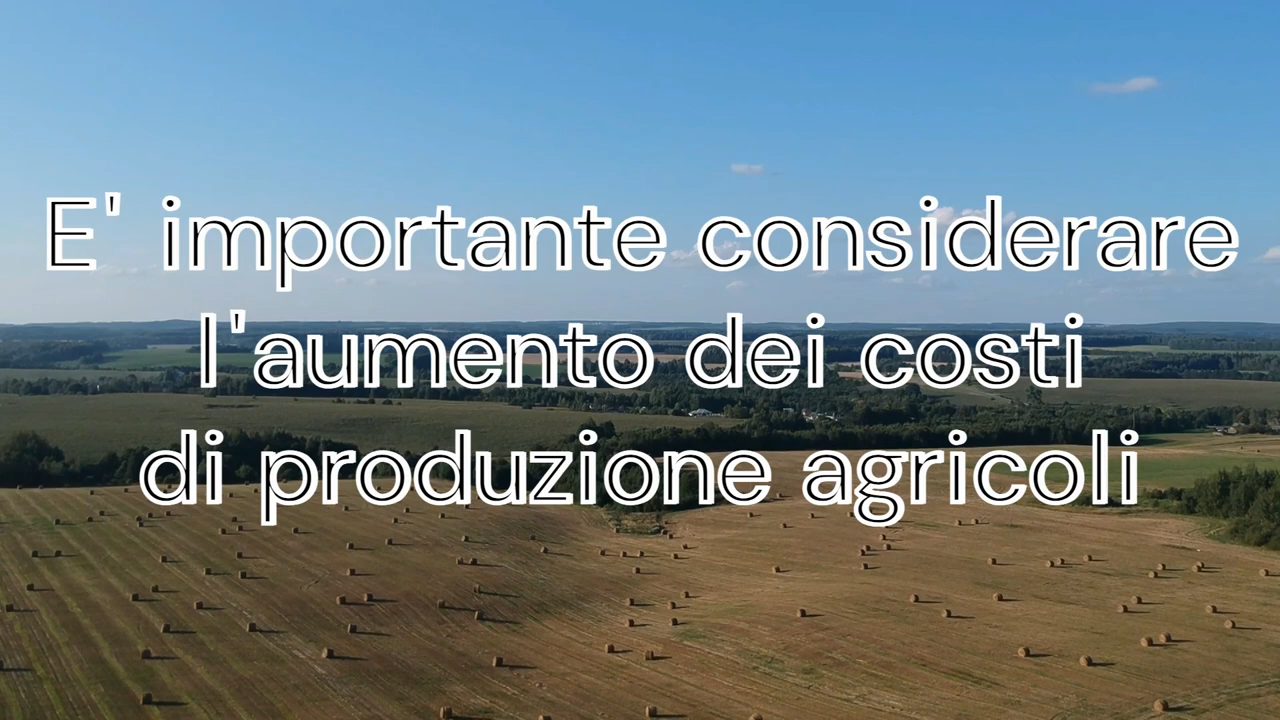 E' importante considerare
l'aumento dei costi
di produzione agricoli